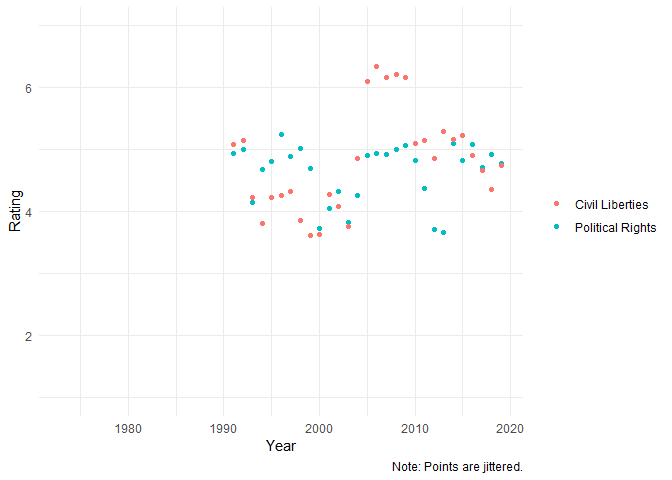 6
4
2
Rating
1980 1990 2000 2010 2020
Year
Civil Liberties
Political Rights
Note: Points are jittered.